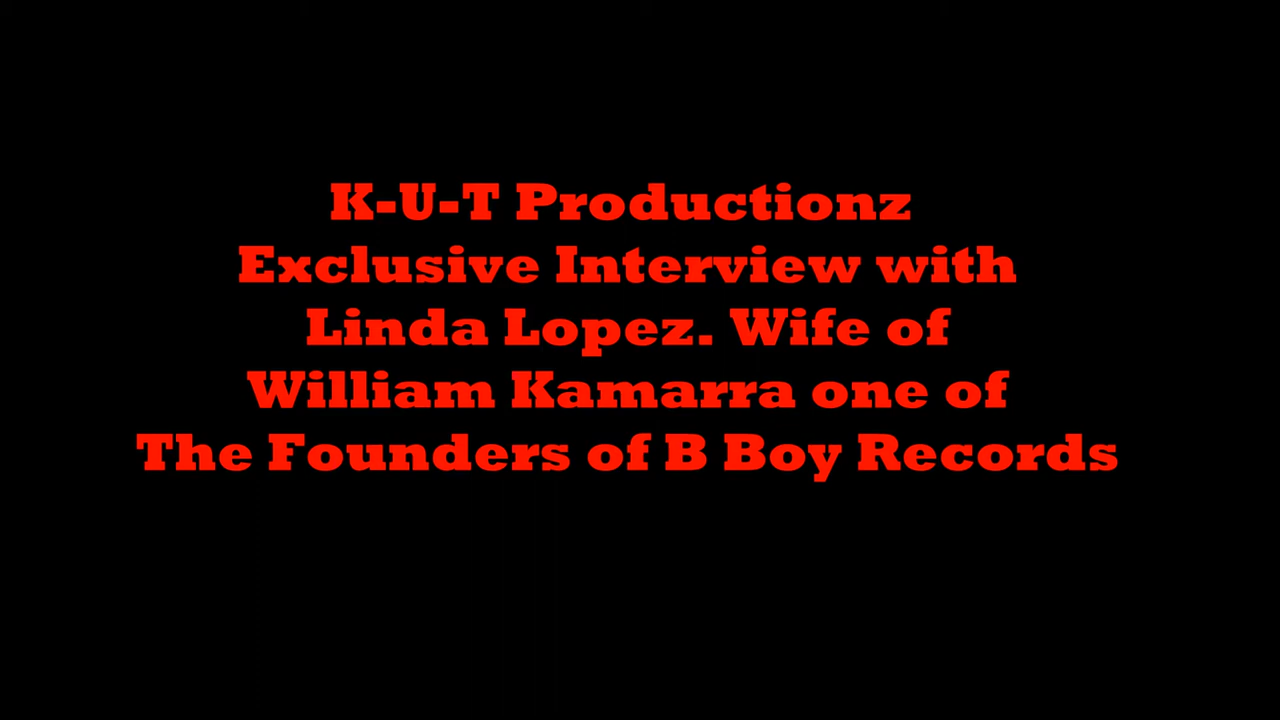 K-U-T Productionz
Exclusive Interview with
Linda Lopez. Wife of
William Kamarra one of
The Founders of B Boy Records